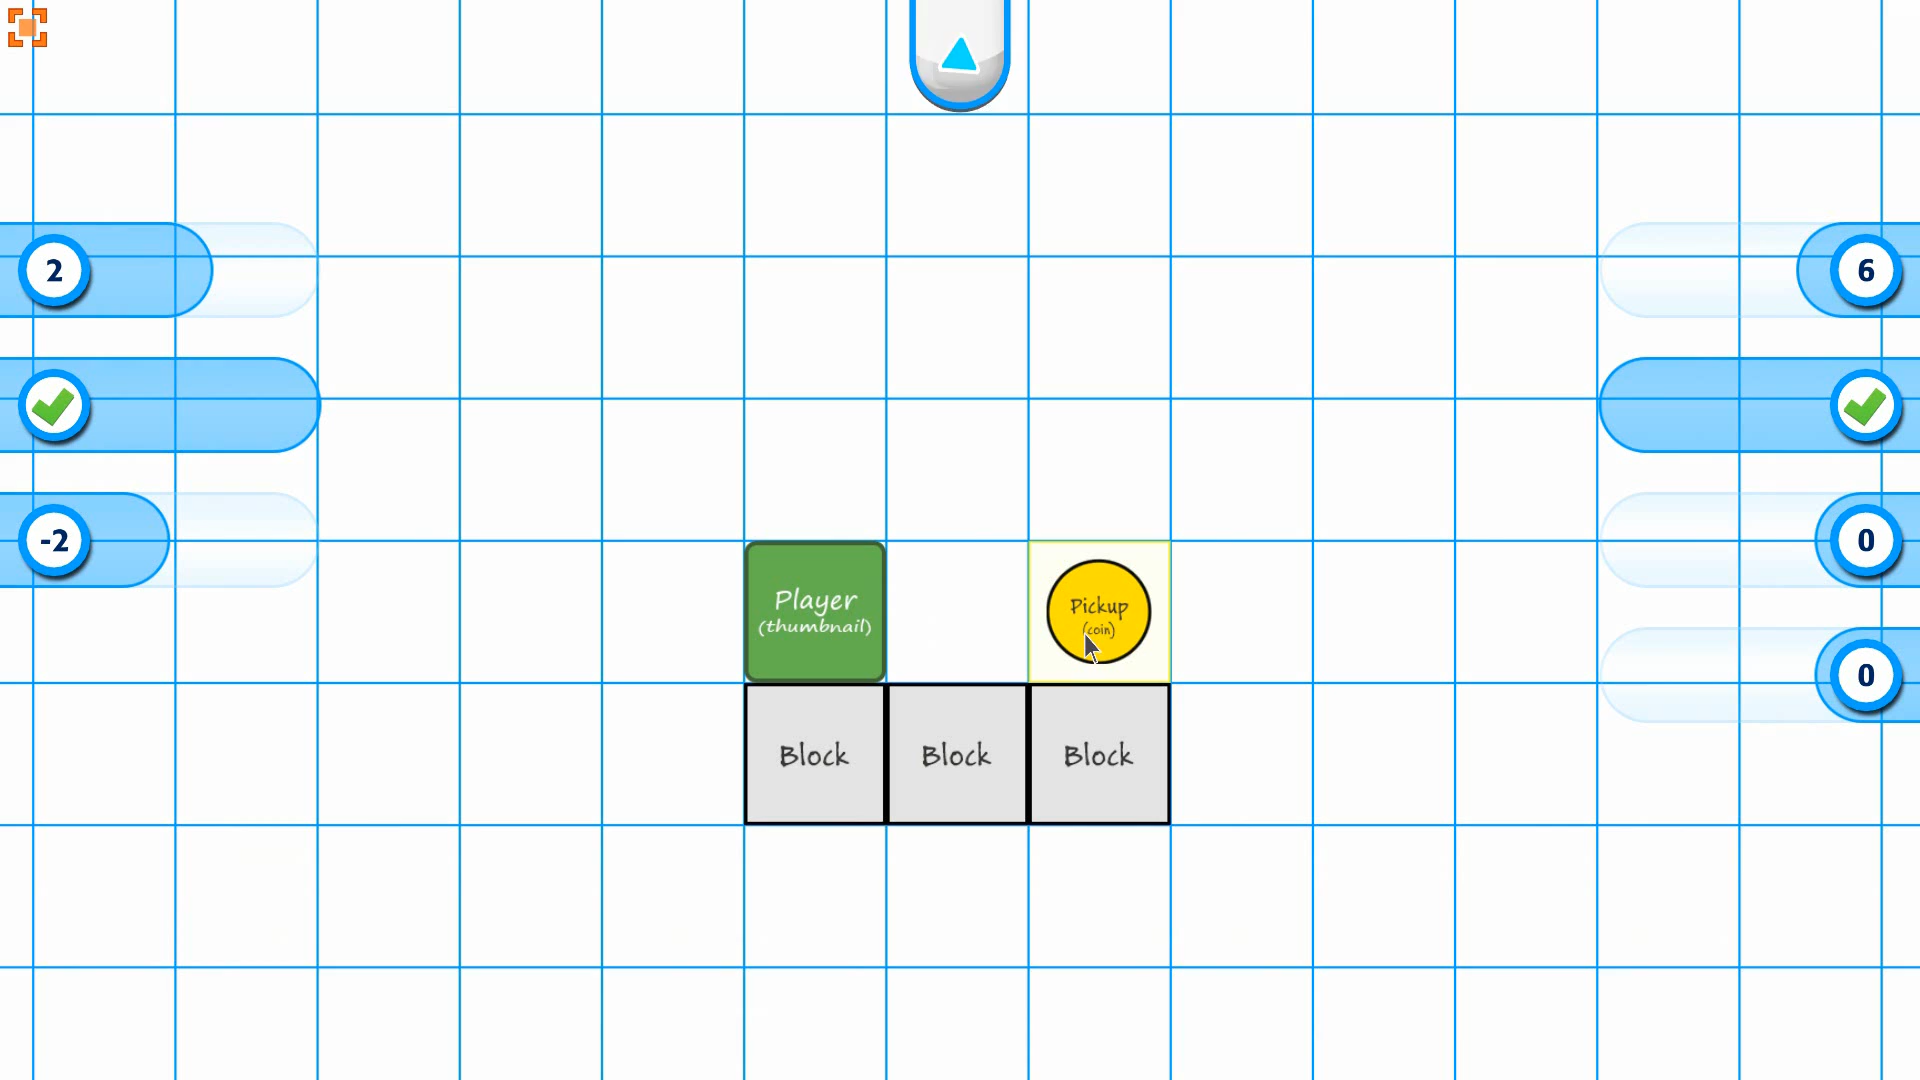 2
6
-2
0
0
Player
(thumbnail)
Pickup
(coin)
Block
Block
Block